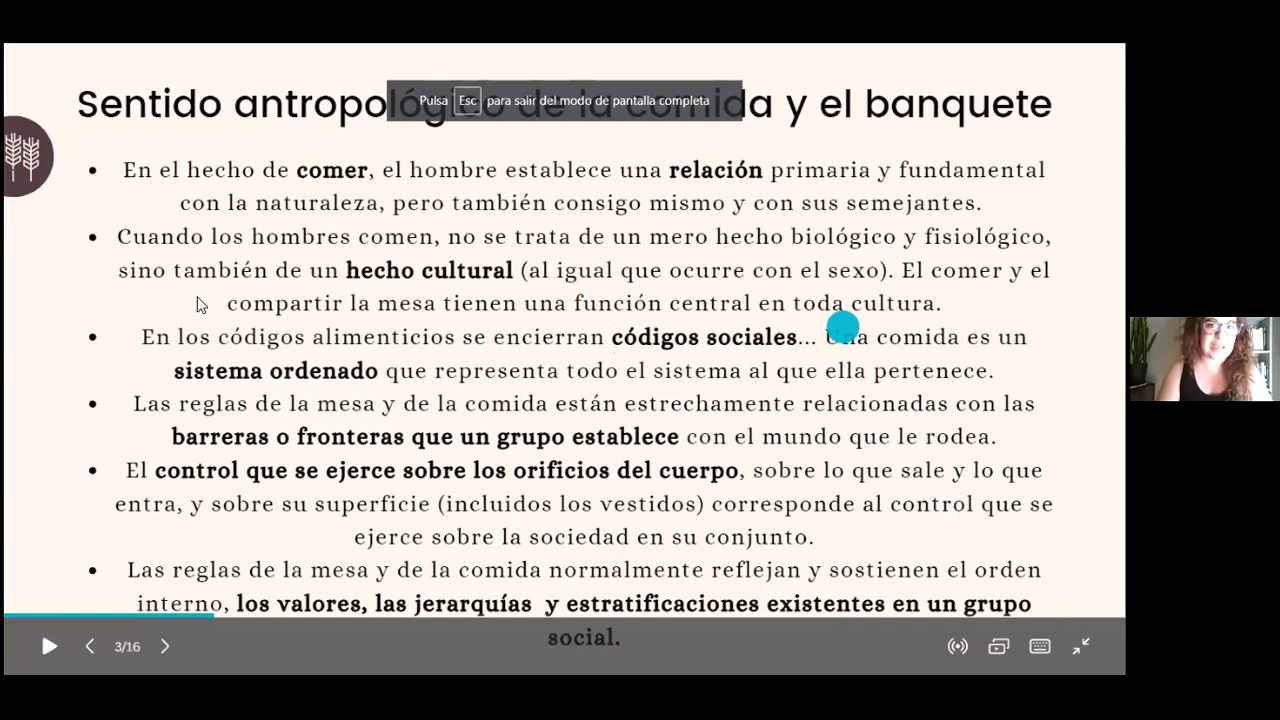 Sentido antropológico de la comida y el banquete
Pulsa Esc para salir del modo de pantalla completa
• En el hecho de comer, el hombre establece una relación primaria y fundamental
con la naturaleza, pero también consigo mismo y con sus semejantes.
• Cuando los hombres comen, no se trata de un mero hecho biológico y fisiológico,
sino también de un hecho cultural (al igual que ocurre con el sexo). El comer y el
compartir la mesa tienen una función central en toda cultura.
• En los códigos alimenticios se encierran códigos sociales... Una comida es un
sistema ordenado que representa todo el sistema al que ella pertenece.
• Las reglas de la mesa y de la comida están estrechamente relacionadas con las
barreras o fronteras que un grupo establece con el mundo que le rodea.
• El control que se ejerce sobre los orificios del cuerpo, sobre lo que sale y lo que
entra, y sobre su superficie (incluidos los vestidos) corresponde al control que se
ejerce sobre la sociedad en su conjunto.
• Las reglas de la mesa y de la comida normalmente reflejan y sostienen el orden
interno, los valores, las jerarquías y estratificaciones existentes en un grupo
social.
3/16